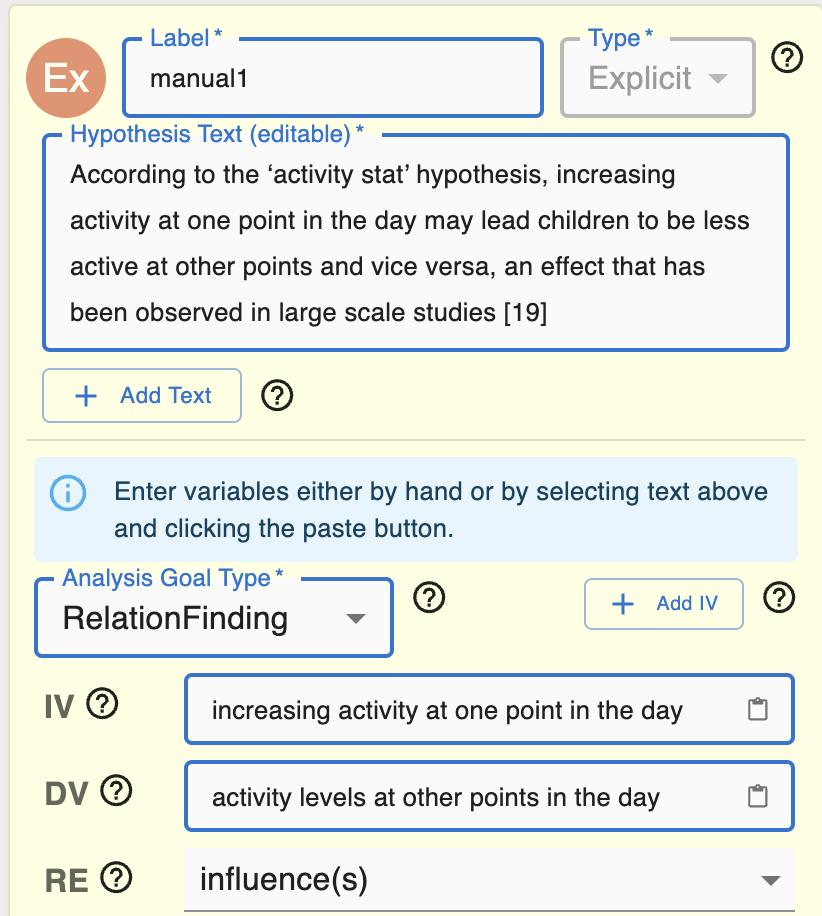 Ex
Label *
manual1
Type *
Explicit
Hypothesis Text (editable) *
According to the ‘activity stat’ hypothesis, increasing
activity at one point in the day may lead children to be less
active at other points and vice versa, an effect that has
been observed in large scale studies [19]
+ Add Text
Enter variables either by hand or by selecting text above
and clicking the paste button.
Analysis Goal Type *
RelationFinding
+ Add IV
IV
increasing activity at one point in the day
DV
activity levels at other points in the day
RE
influence(s)